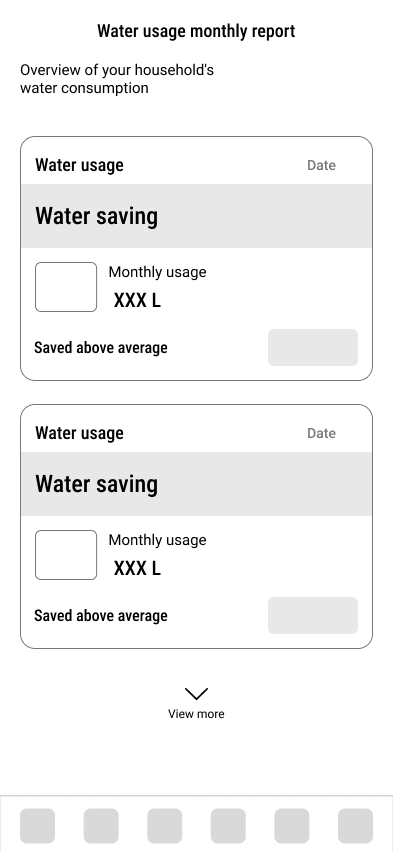 Water usage monthly report
Overview of your household's
water consumption
Water usage
Date
Water saving
Monthly usage
XXX L
Saved above average
Water usage
Date
Water saving
Monthly usage
XXX L
Saved above average
View more